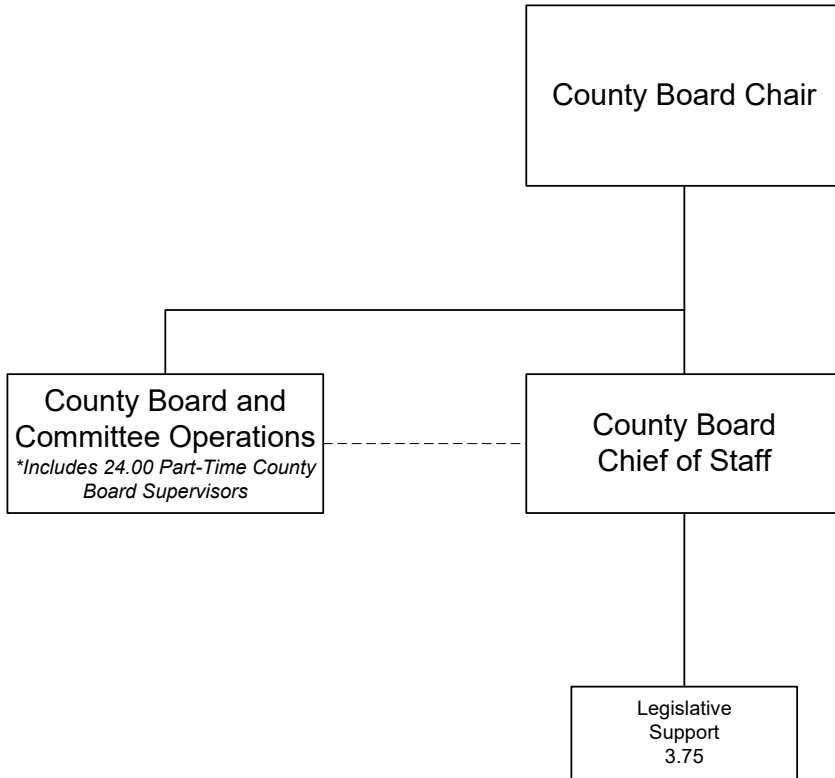 County Board Chair
County Board and
Committee Operations
*Includes 24.00 Part-Time County
Board Supervisors
County Board
Chief of Staff
Legislative
Support
3.75